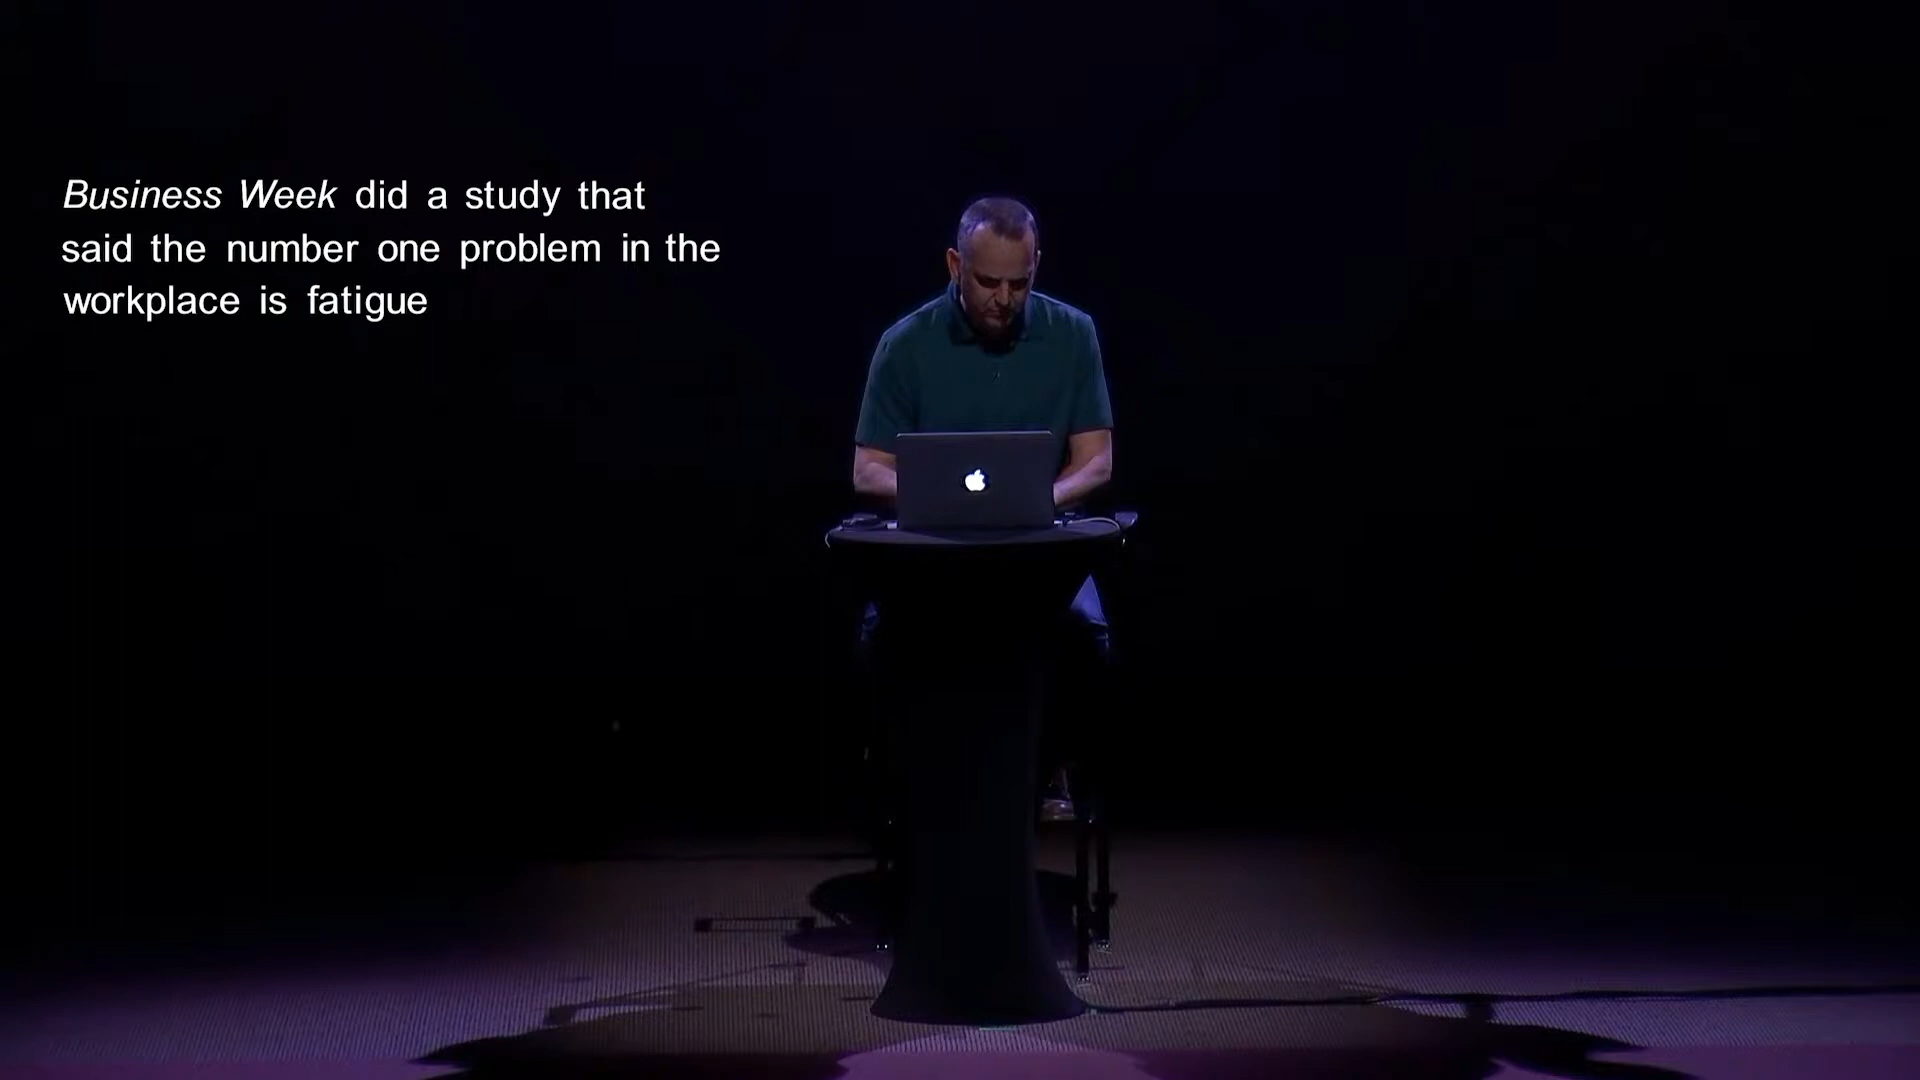 Business Week did a study that
said the number one problem in the
workplace is fatigue